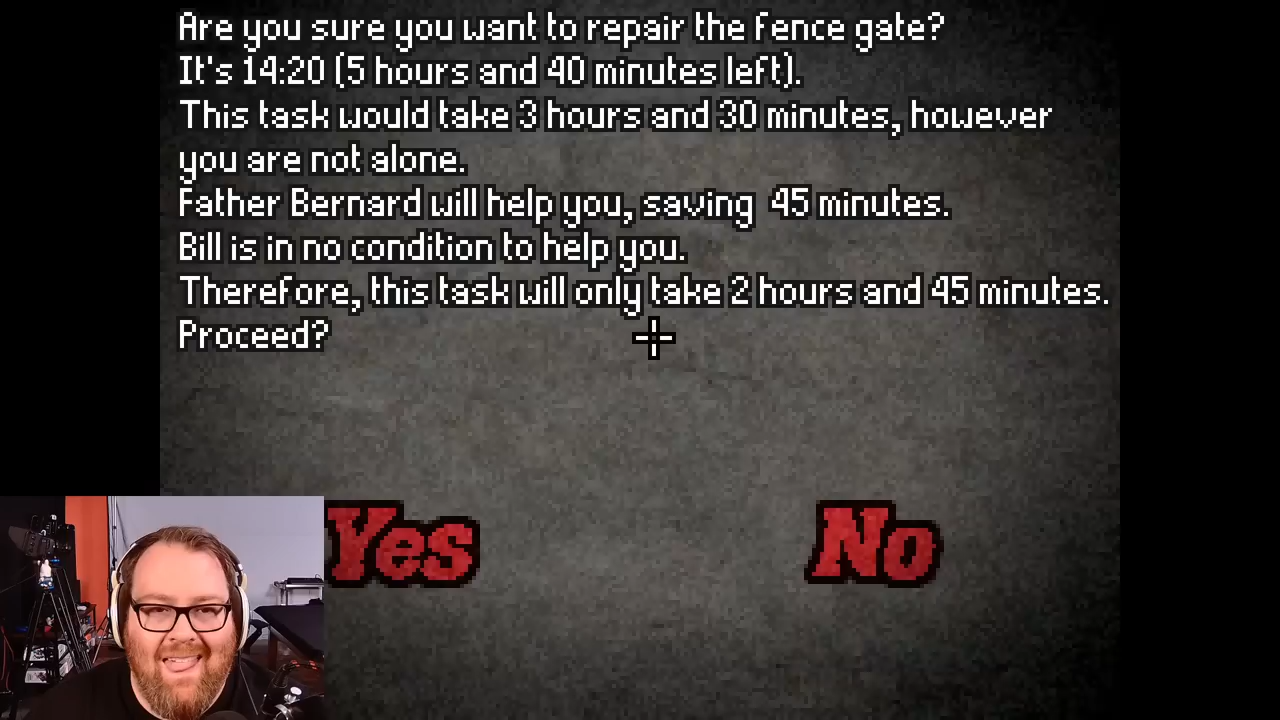 Are you sure you want to repair the fence gate?
It's 14:20 (5 hours and 40 minutes left).
This task would take 3 hours and 30 minutes, however
you are not alone.
Father Bernard will help you, saving  45 minutes.
Bill is in no condition to help you.
Therefore, this task will only take 2 hours and 45 minutes.
Proceed?
Yes
No